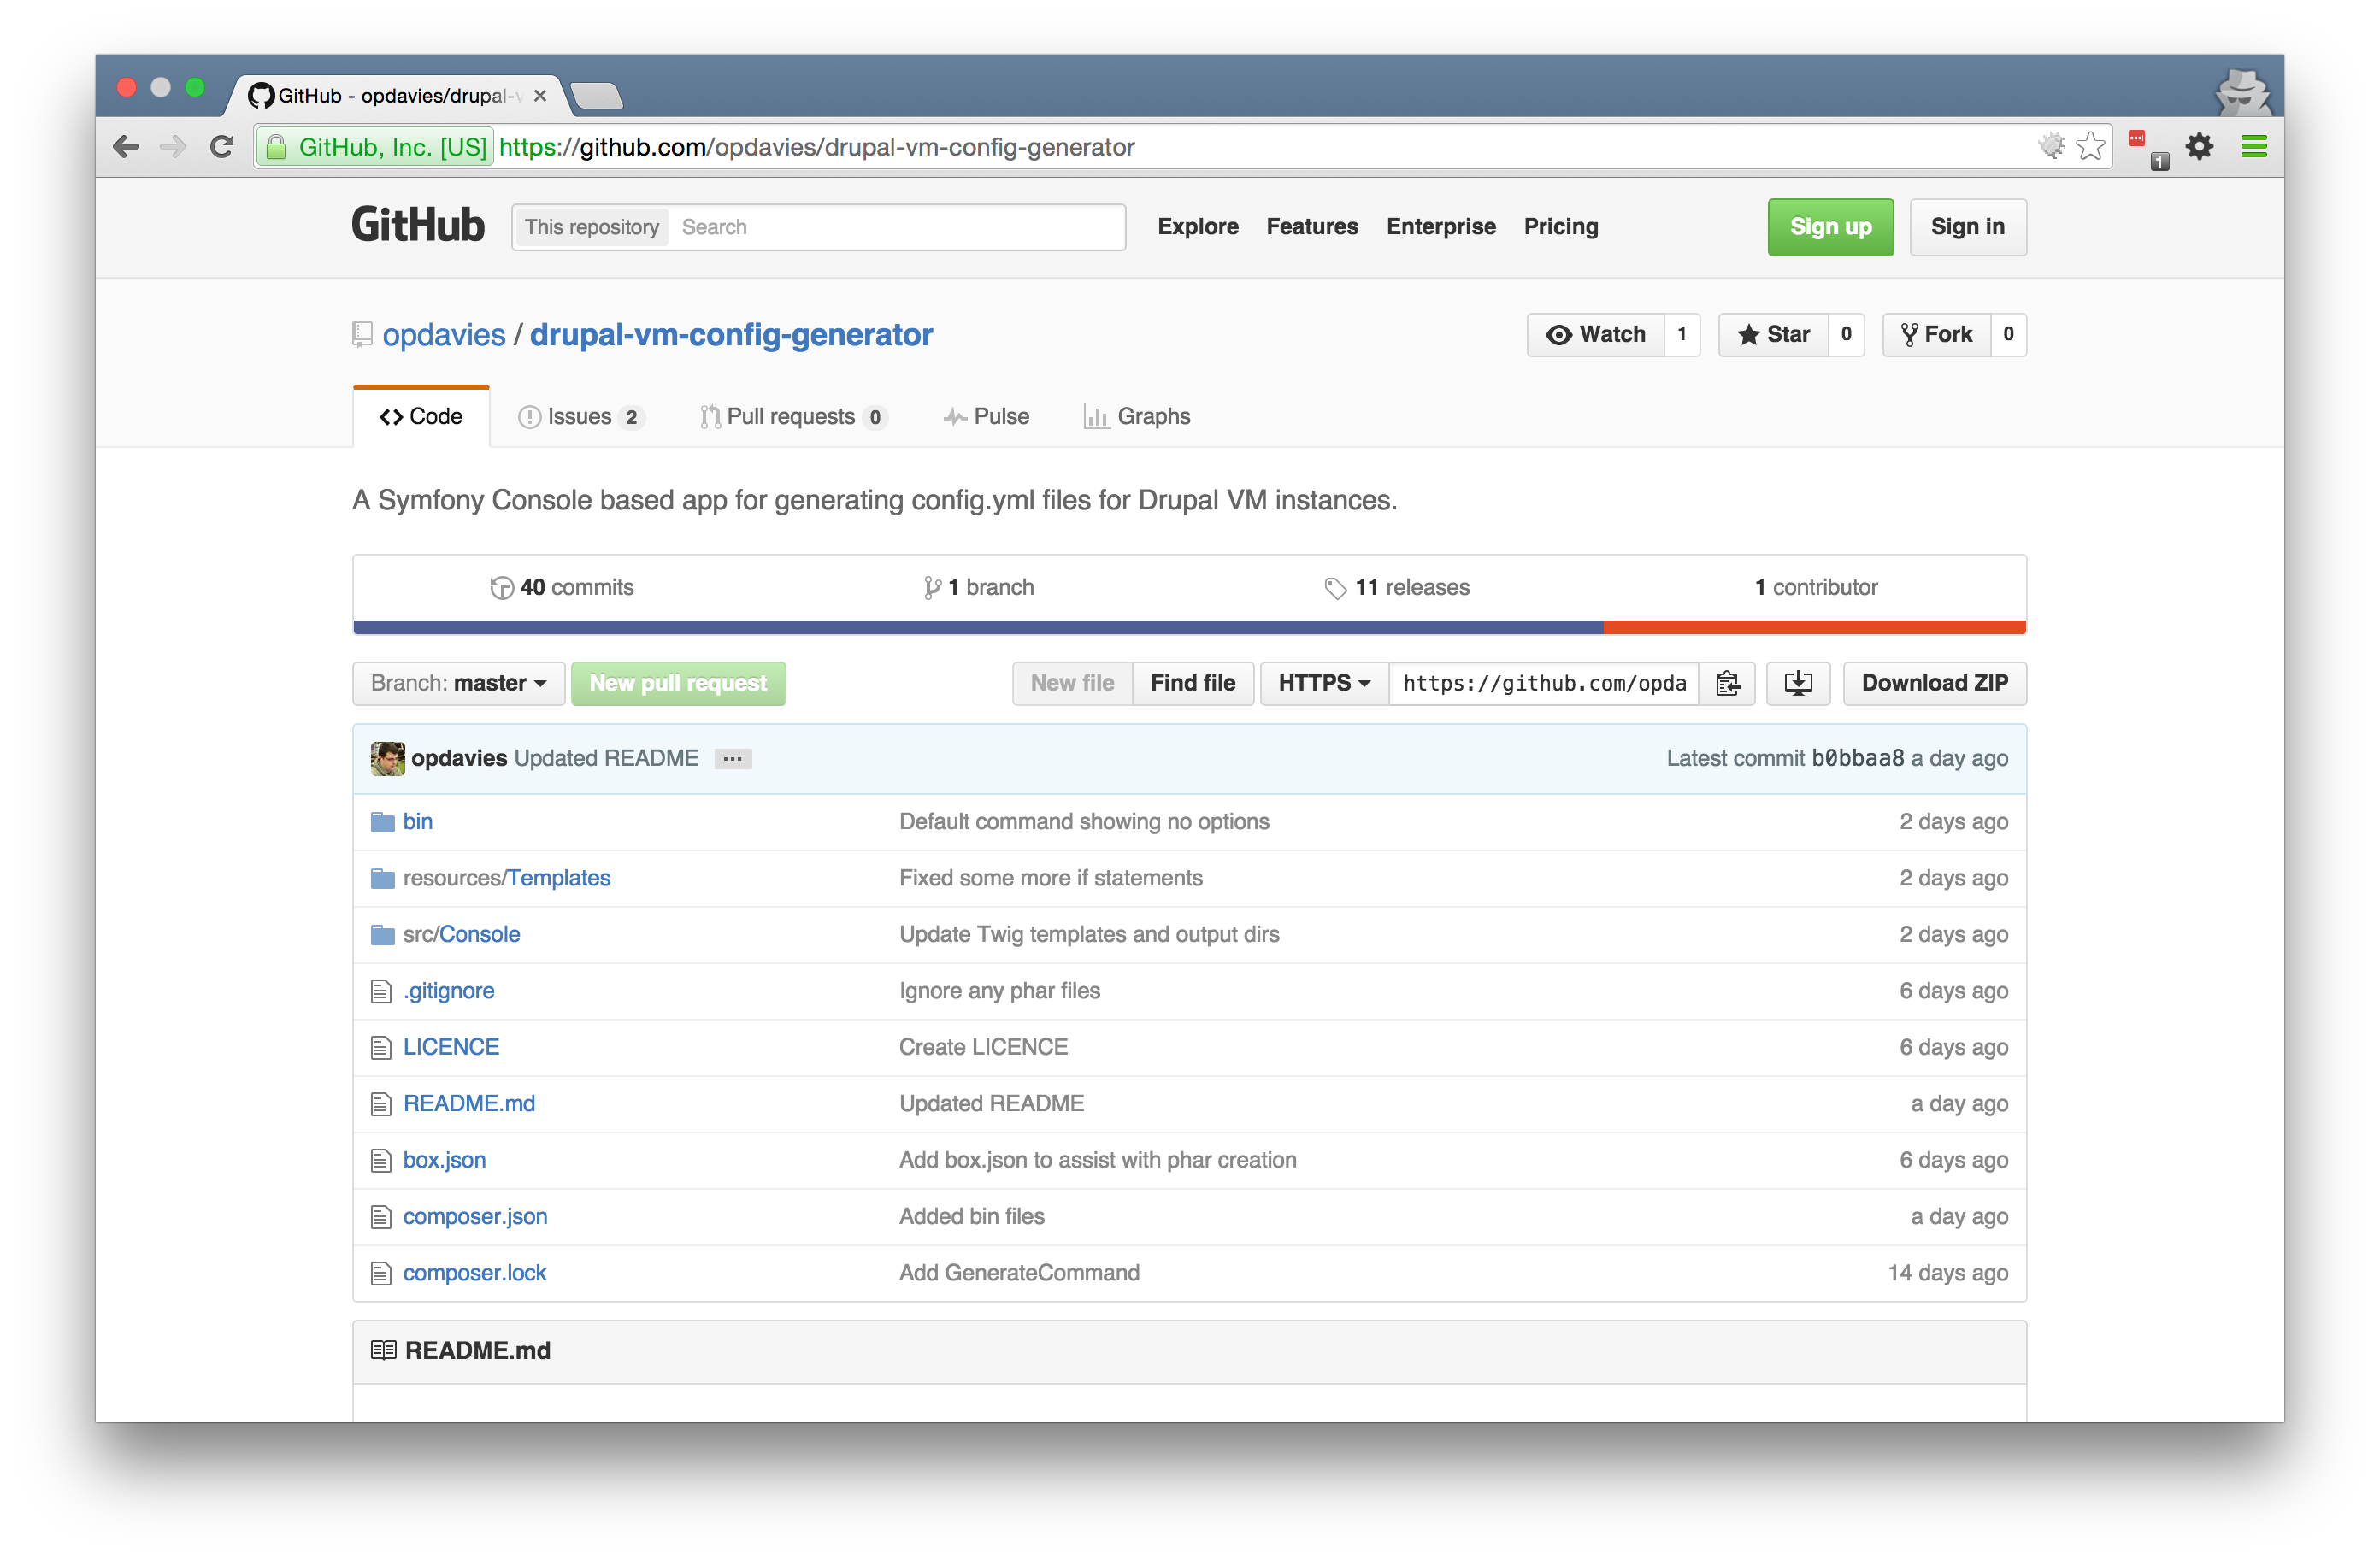 GitHub - opdavies/drupal-v
GitHub, Inc. [US] https://github.com/opdavies/drupal-vm-config-generator
1
GitHub This repository Search Explore Features Enterprise Pricing Sign up Sign in
opdavies / drupal-vm-config-generator Watch 1 Star 0 Fork 0
Code Issues 2 Pull requests 0 Pulse Graphs
A Symfony Console based app for generating config.yml files for Drupal VM instances.
40 commits 1 branch 11 releases 1 contributor
Branch: master New pull request New file Find file HTTPS https://github.com/opda Download ZIP
opdavies Updated README ... Latest commit b0bbaa8 a day ago
bin Default command showing no options 2 days ago
resources/Templates Fixed some more if statements 2 days ago
src/Console Update Twig templates and output dirs 2 days ago
.gitignore Ignore any phar files 6 days ago
LICENCE Create LICENCE 6 days ago
README.md Updated README a day ago
box.json Add box.json to assist with phar creation 6 days ago
composer.json Added bin files a day ago
composer.lock Add GenerateCommand 14 days ago
README.md